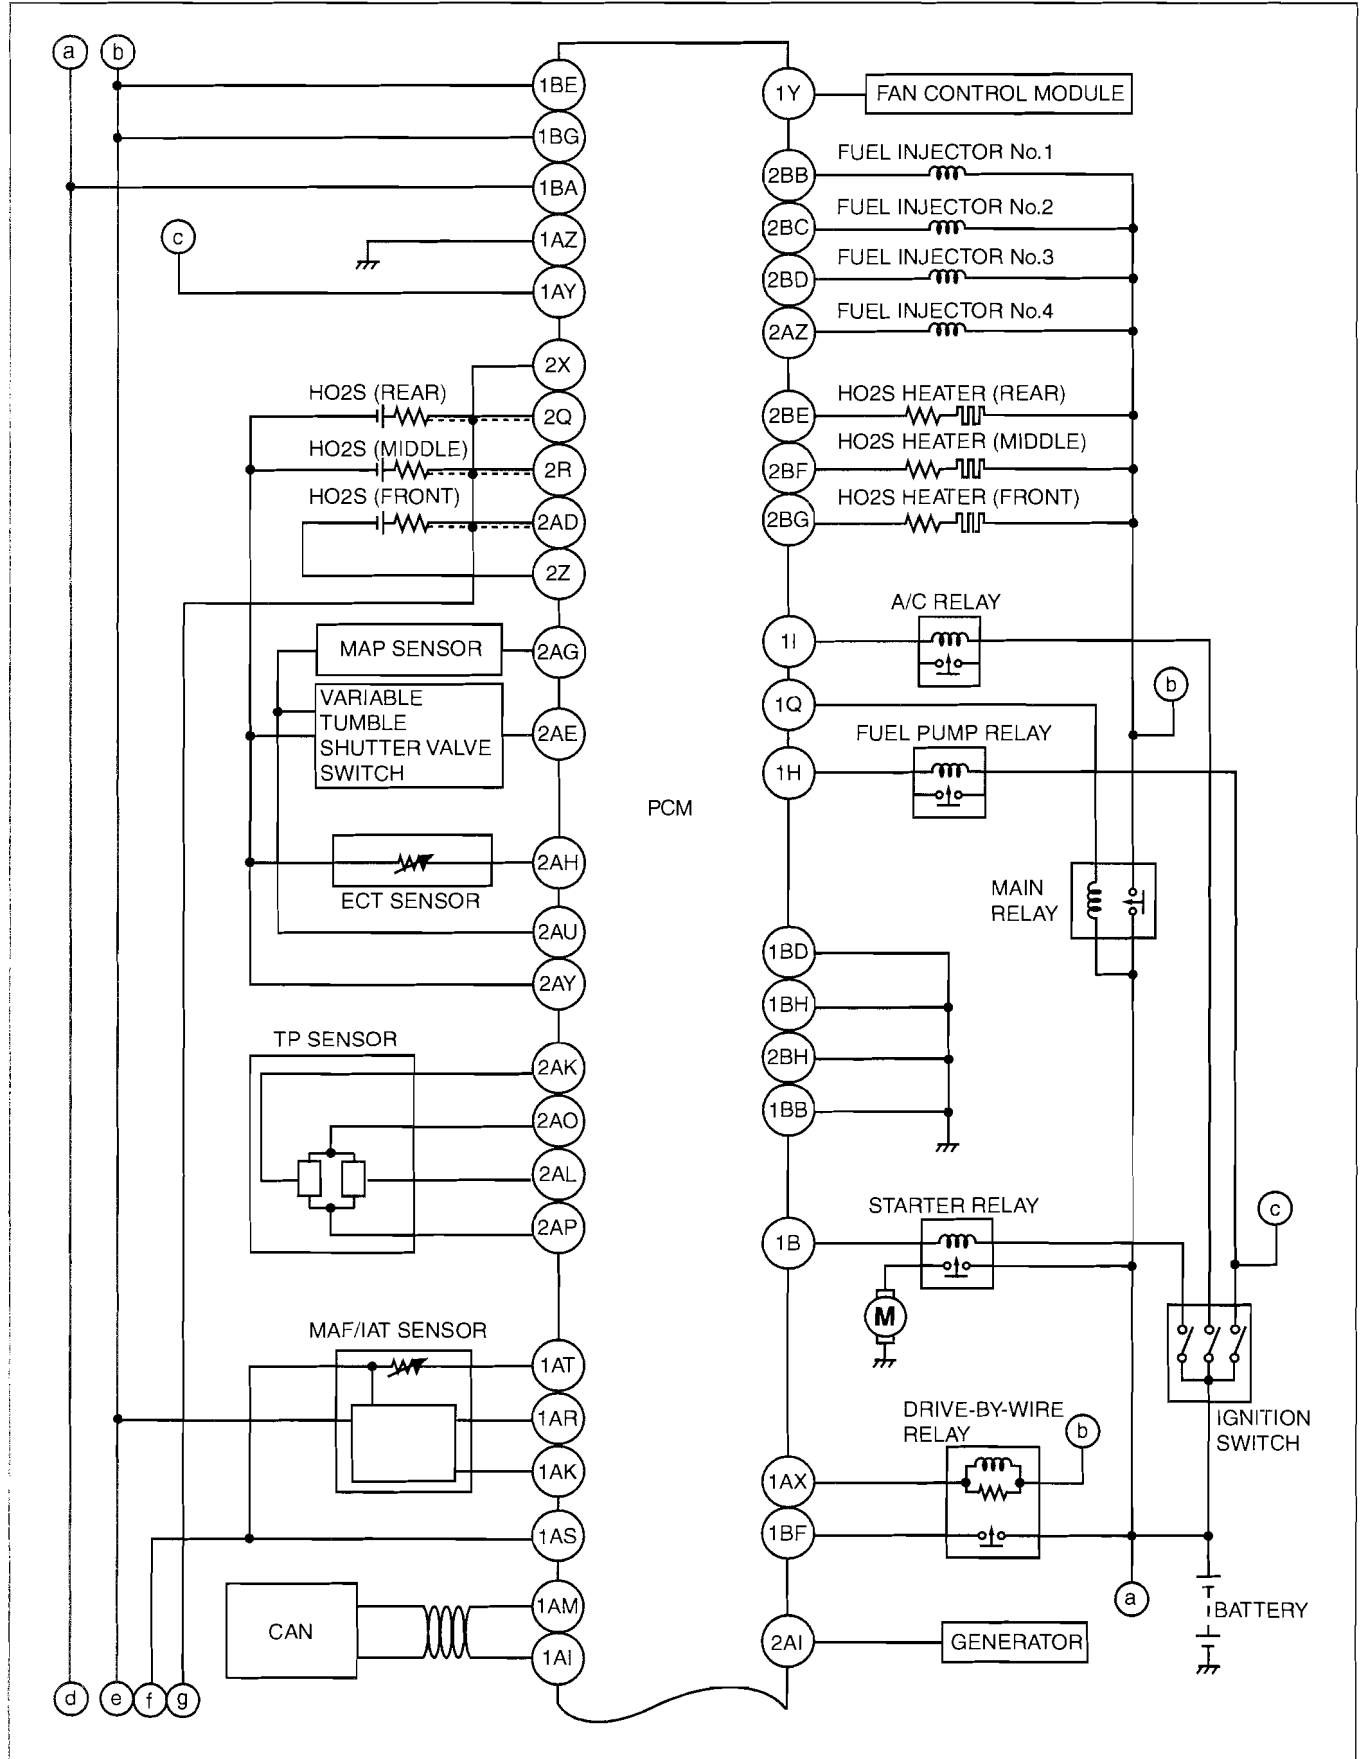 a
b
1BE
1BG
1BA
c
1AZ
1AY
2X
HO2S (REAR)
2Q
HO2S (MIDDLE)
2R
HO2S (FRONT)
2AD
2Z
MAP SENSOR
2AG
VARIABLE
TUMBLE
SHUTTER VALVE
SWITCH
2AE
2AH
ECT SENSOR
2AU
2AY
TP SENSOR
2AK
2AO
2AL
2AP
MAF/IAT SENSOR
1AT
1AR
1AK
1AS
CAN
1AM
1AI
d
e
f
g
PCM
1Y
FAN CONTROL MODULE
FUEL INJECTOR No.1
2BB
FUEL INJECTOR No.2
2BC
FUEL INJECTOR No.3
2BD
FUEL INJECTOR No.4
2AZ
HO2S HEATER (REAR)
2BE
HO2S HEATER (MIDDLE)
2BF
HO2S HEATER (FRONT)
2BG
A/C RELAY
1I
b
1Q
FUEL PUMP RELAY
1H
MAIN
RELAY
1BD
1BH
2BH
1BB
STARTER RELAY
c
1B
M
IGNITION
SWITCH
DRIVE-BY-WIRE
RELAY
b
1AX
1BF
a
BATTERY
2AI
GENERATOR